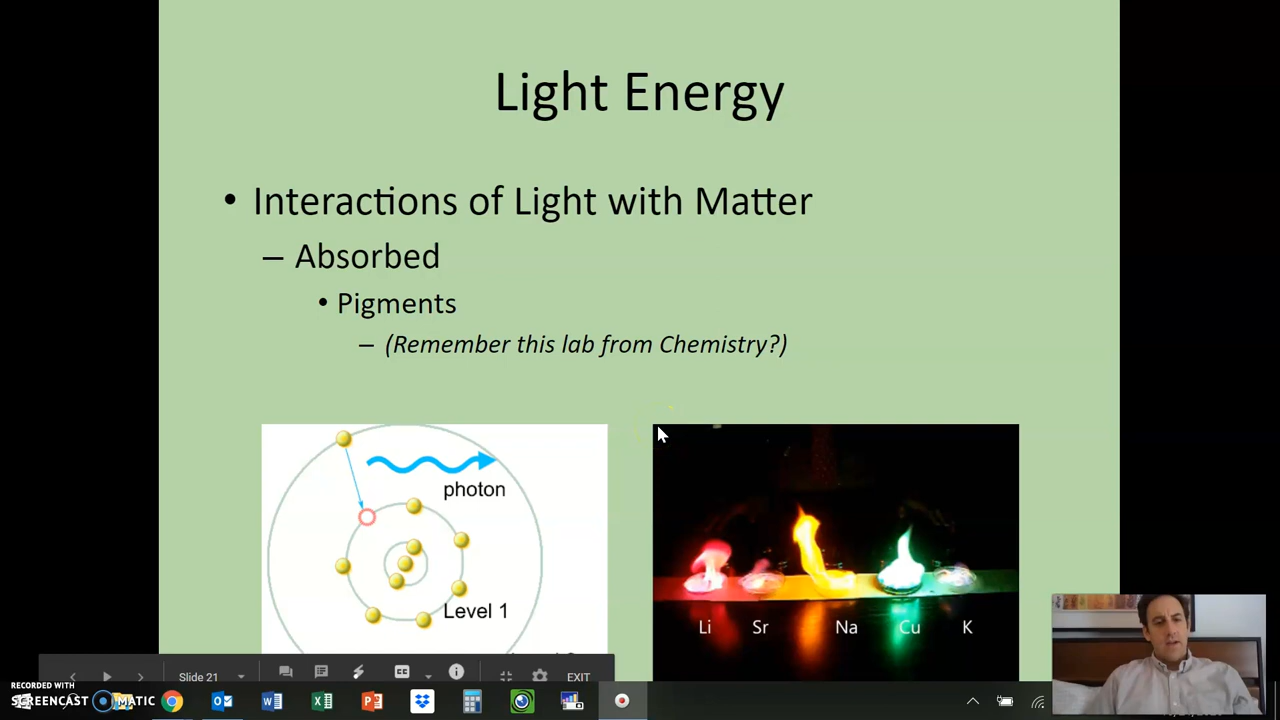 Light Energy
• Interactions of Light with Matter
– Absorbed
• Pigments
– (Remember this lab from Chemistry?)
photon
Level 1
Li Sr Na Cu K
Slide 21
EXIT
RECORDED WITH
SCREENCAST MATIC